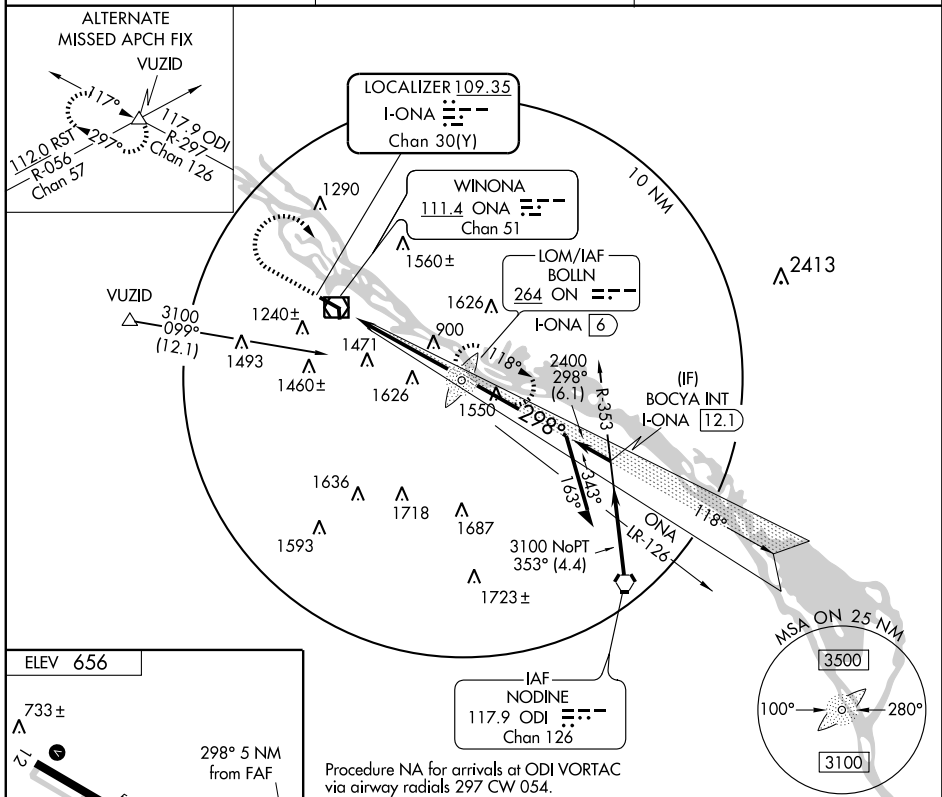 ALTERNATE
MISSED APCH FIX
VUZID
117°
297°
117.9 ODI
R-297
Chan 126
112.0 RST
R-056
Chan 57
LOCALIZER 109.35
I-ONA
Chan 30(Y)
10 NM
1290
WINONA
111.4 ONA
Chan 51
1560 ±
LOM/IAF
BOLLN
264 ON
I-ONA 6
2413
1626
VUZID
3100
099°
(12.1)
1240 ±
1493
1471
900
1460 ±
1626
118°
1550
298°
2400
298°
(6.1)
R-353
(IF)
BOCYA INT
I-ONA 12.1
163°
343°
118°
ONA
LR-126
1636
1718
1687
1593
1723 ±
3100 NoPT
353° (4.4)
IAF
NODINE
117.9 ODI
Chan 126
MSA ON 25 NM
3500
100°
280°
3100
ELEV 656
733 ±
V
12
298° 5 NM
from FAF
Procedure NA for arrivals at ODI VORTAC
via airway radials 297 CW 054.